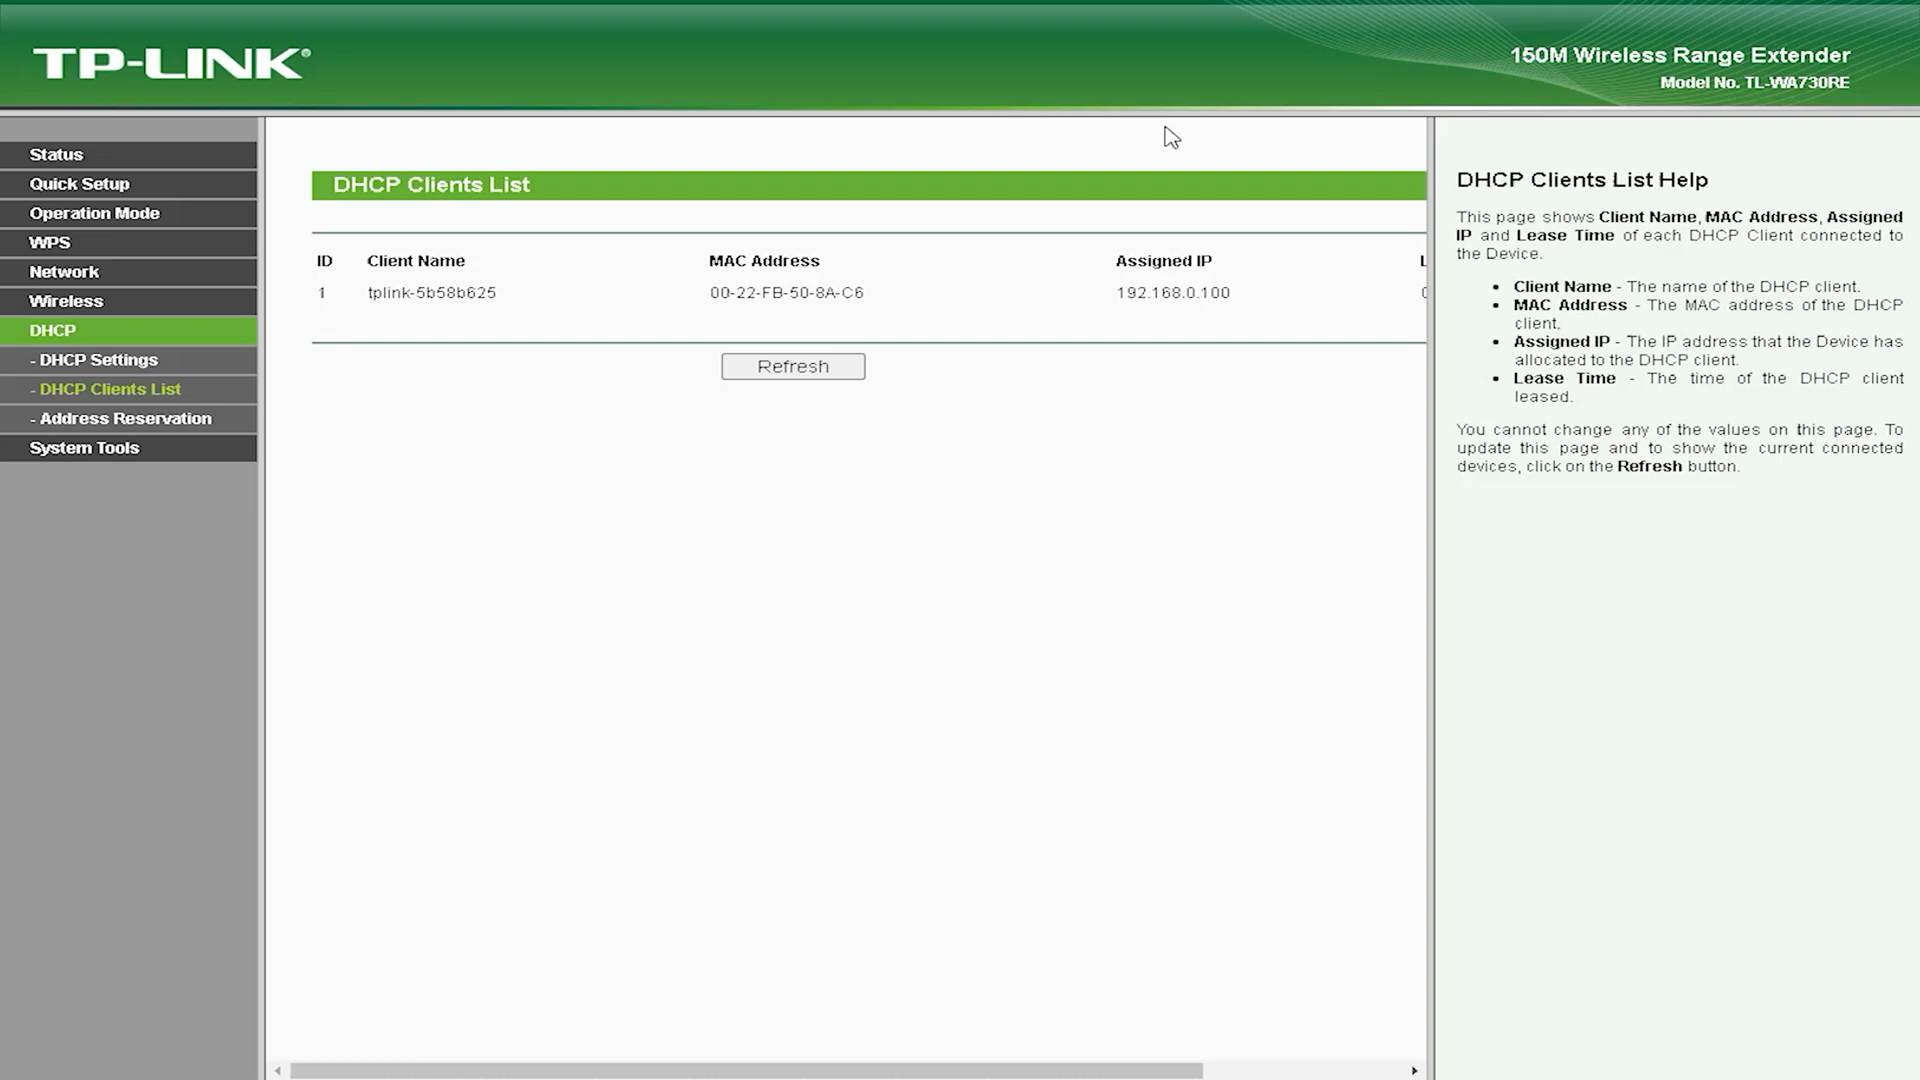 TP-LINK®
150M Wireless Range Extender
Model No. TL-WA730RE
Status
Quick Setup
Operation Mode
WPS
Network
Wireless
DHCP
- DHCP Settings
- DHCP Clients List
- Address Reservation
System Tools
DHCP Clients List
ID Client Name MAC Address Assigned IP
1 tplink-5b58b625 00-22-FB-50-8A-C6 192.168.0.100
Refresh
DHCP Clients List Help
This page shows Client Name, MAC Address, Assigned
IP and Lease Time of each DHCP Client connected to
the Device.
• Client Name - The name of the DHCP client.
• MAC Address - The MAC address of the DHCP
client.
• Assigned IP - The IP address that the Device has
allocated to the DHCP client.
• Lease Time - The time of the DHCP client
leased.
You cannot change any of the values on this page. To
update this page and to show the current connected
devices, click on the Refresh button.